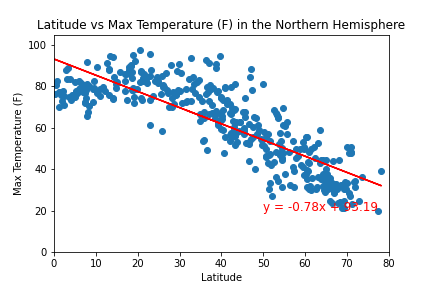 Latitude vs Max Temperature (F) in the Northern Hemisphere
Max Temperature (F)
100
80
60
40
20
0
y = -0.78x + 93.19
0 10 20 30 40 50 60 70 80
Latitude